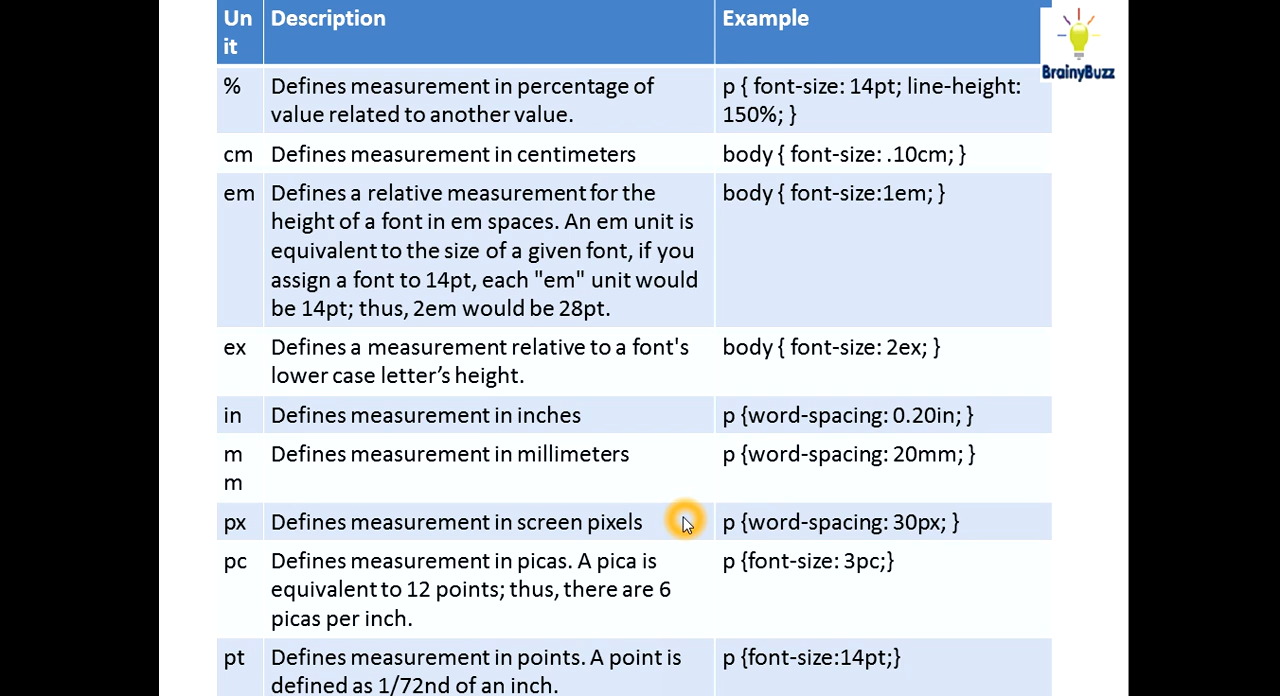 Un
it
Description
Example
BrainyBuzz
%
Defines measurement in percentage of
value related to another value.
p { font-size: 14pt; line-height:
150%; }
cm
Defines measurement in centimeters
body { font-size: .10cm; }
em
Defines a relative measurement for the
height of a font in em spaces. An em unit is
equivalent to the size of a given font, if you
assign a font to 14pt, each "em" unit would
be 14pt; thus, 2em would be 28pt.
body { font-size:1em; }
ex
Defines a measurement relative to a font's
lower case letter’s height.
body { font-size: 2ex; }
in
Defines measurement in inches
p {word-spacing: 0.20in; }
m
m
Defines measurement in millimeters
p {word-spacing: 20mm; }
px
Defines measurement in screen pixels
p {word-spacing: 30px; }
pc
Defines measurement in picas. A pica is
equivalent to 12 points; thus, there are 6
picas per inch.
p {font-size: 3pc;}
pt
Defines measurement in points. A point is
defined as 1/72nd of an inch.
p {font-size:14pt;}